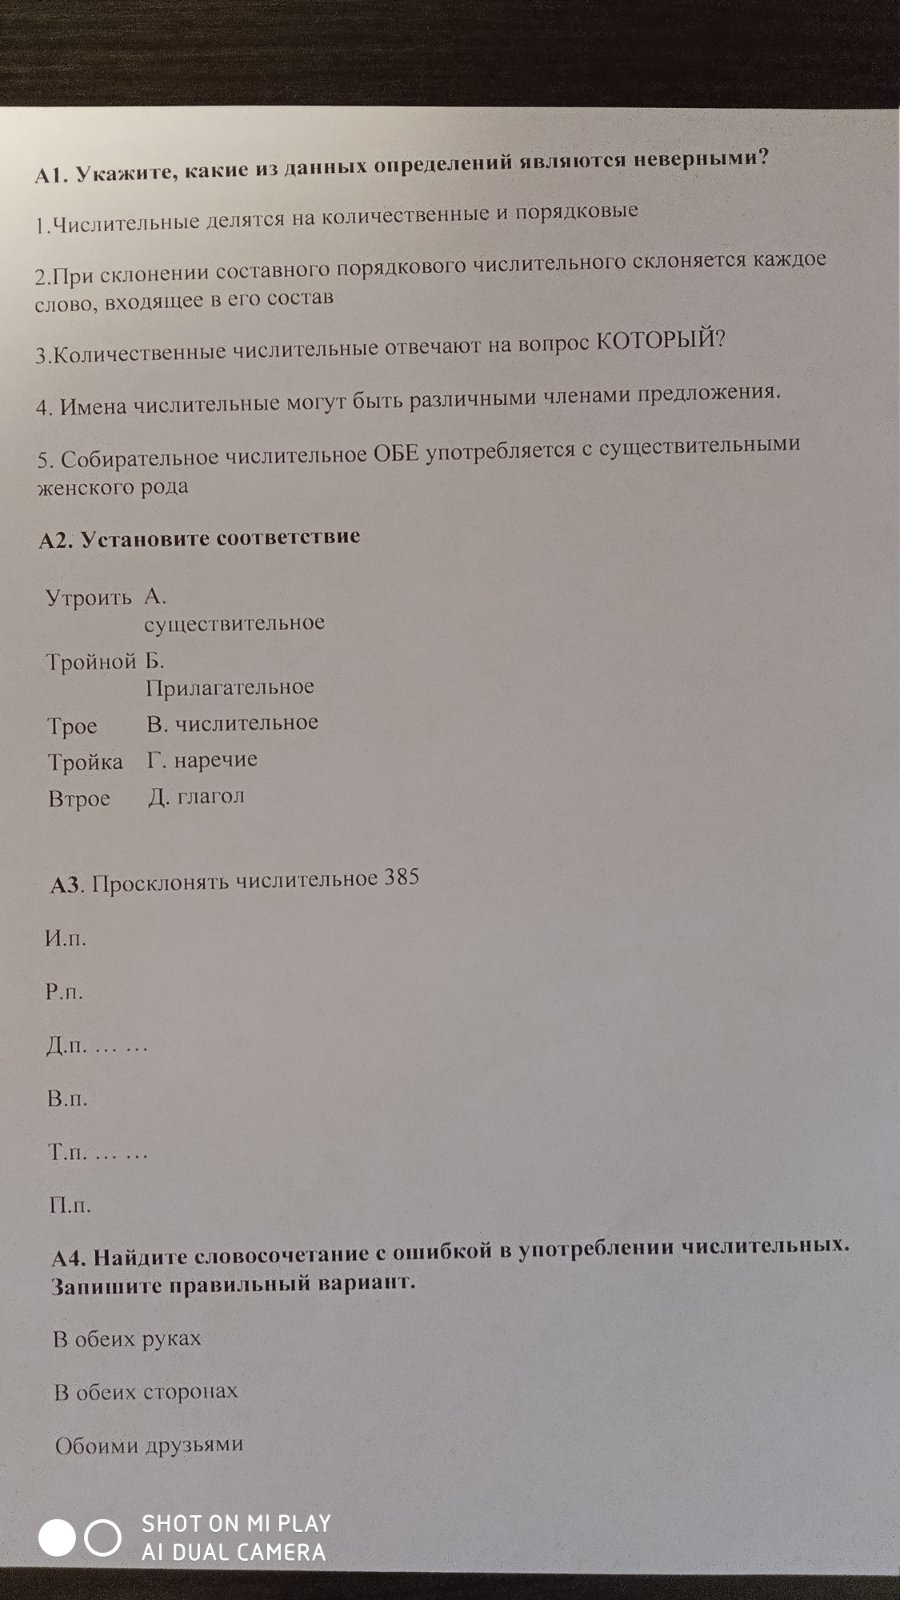 А1. Укажите, какие из данных определений являются неверными?
1.Числительные делятся на количественные и порядковые
2.При склонении составного порядкового числительного склоняется каждое
слово, входящее в его состав
3.Количественные числительные отвечают на вопрос КОТОРЫЙ?
4. Имена числительные могут быть различными членами предложения.
5. Собирательное числительное ОБЕ употребляется с существительными
женского рода
А2. Установите соответствие
Утроить А.
существительное
Тройной Б.
Прилагательное
Трое В. числительное
Тройка Г. наречие
Втрое Д. глагол
А3. Просклонять числительное 385
И.п.
Р.п.
Д.п. … …
В.п.
Т.п. … …
П.п.
А4. Найдите словосочетание с ошибкой в употреблении числительных.
Запишите правильный вариант.
В обеих руках
В обеих сторонах
Обоими друзьями
SHOT ON MI PLAY
AI DUAL CAMERA